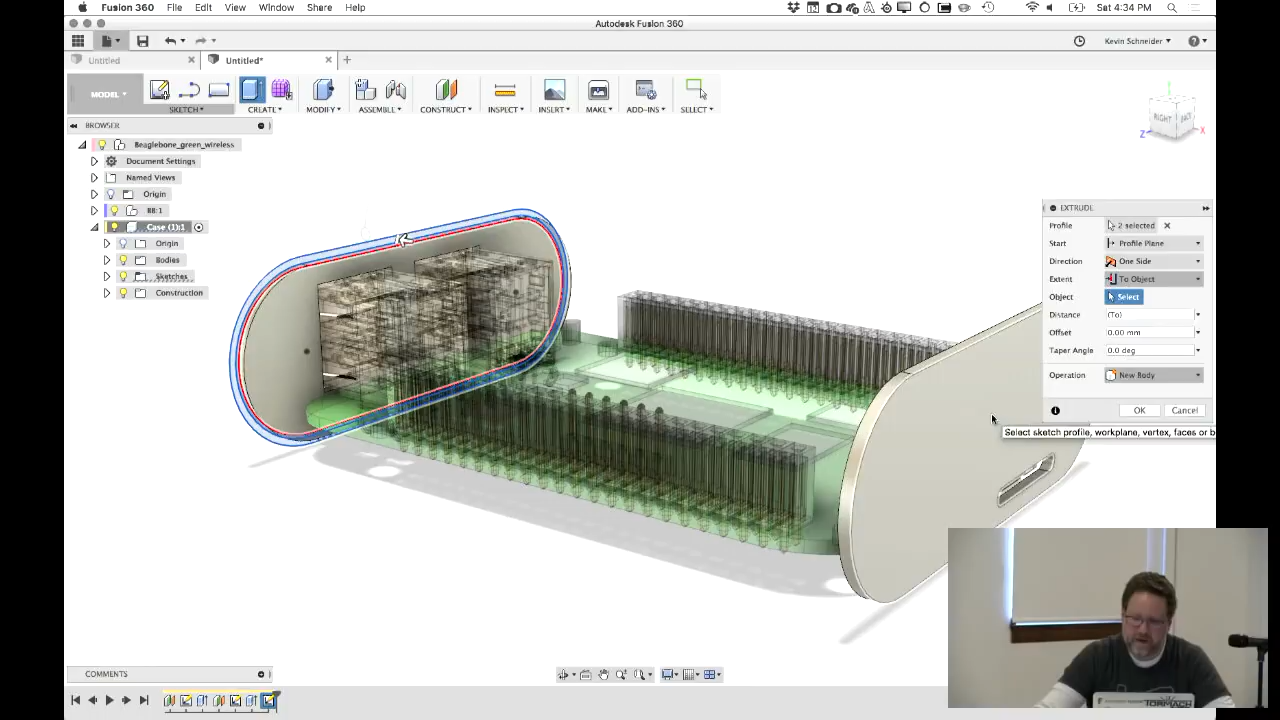 Fusion 360 File Edit View Window Share Help
Sat 4:34 PM
Autodesk Fusion 360
Kevin Schneider
Untitled
Untitled*
MODEL
SKETCH
CREATE
MODIFY
ASSEMBLE
CONSTRUCT
INSPECT
INSERT
MAKE
ADD-INS
SELECT
BROWSER
Beaglebone_green_wireless
Document Settings
Named Views
Origin
BB:1
Case (1):1
Origin
Bodies
Sketches
Construction
RIGHT
BACK
Z
X
EXTRUDE
Profile 2 selected
Start Profile Plane
Direction One Side
Extent To Object
Object Select
Distance (To)
Offset 0.00 mm
Taper Angle 0.0 deg
Operation New Body
OK Cancel
Select sketch profile, workplane, vertex, faces or b
COMMENTS
TORMACH